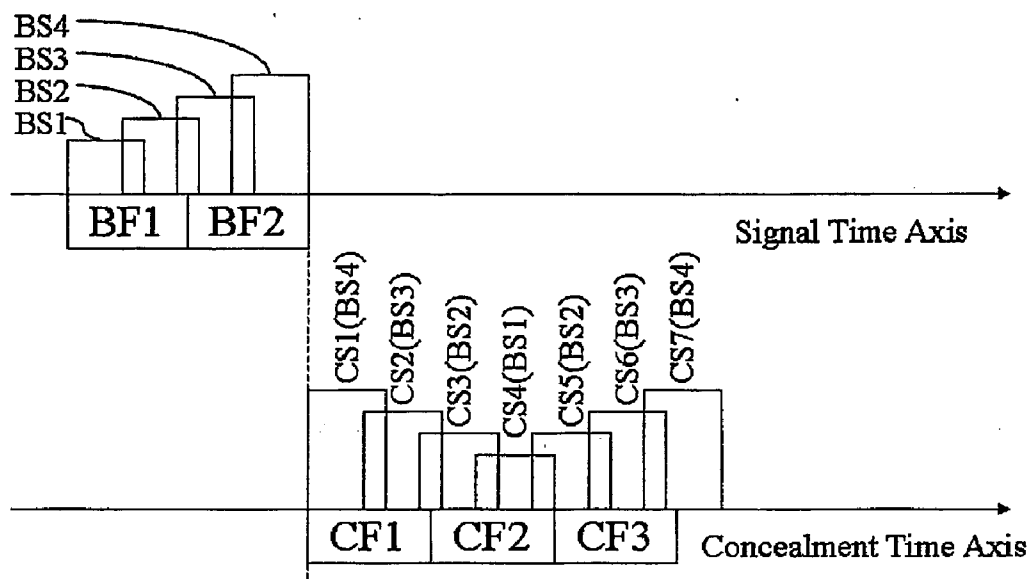 BS4
BS3
BS2
BS1
BF1 BF2
Signal Time Axis
CS1(BS4)
CS2(BS3)
CS3(BS2)
CS4(BS1)
CS5(BS2)
CS6(BS3)
CS7(BS4)
CF1 CF2 CF3
Concealment Time Axis